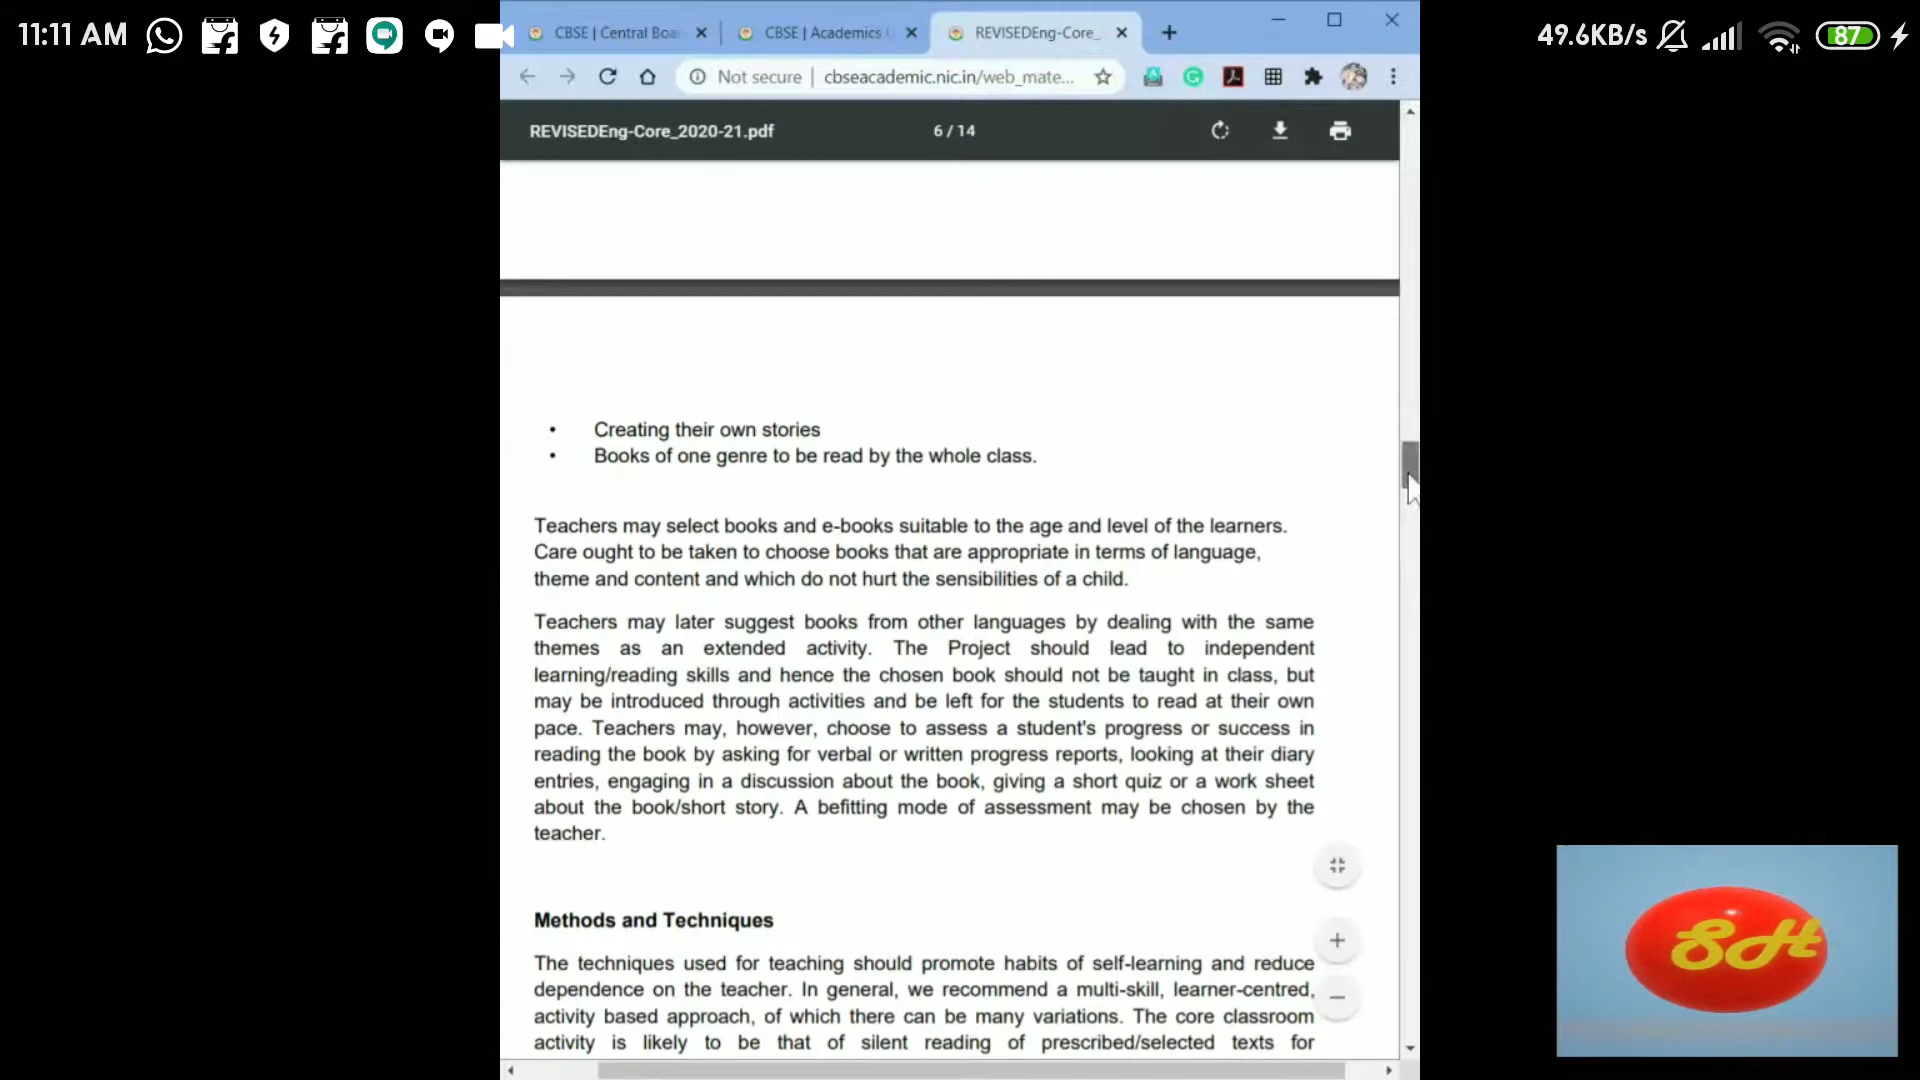 11:11 AM
49.6KB/s
87
CBSE | Central Boa
CBSE | Academics
REVISEDEng-Core_
Not secure | cbseacademic.nic.in/web_mate...
REVISEDEng-Core_2020-21.pdf
6 / 14
• Creating their own stories
• Books of one genre to be read by the whole class.
Teachers may select books and e-books suitable to the age and level of the learners.
Care ought to be taken to choose books that are appropriate in terms of language,
theme and content and which do not hurt the sensibilities of a child.
Teachers may later suggest books from other languages by dealing with the same
themes as an extended activity. The Project should lead to independent
learning/reading skills and hence the chosen book should not be taught in class, but
may be introduced through activities and be left for the students to read at their own
pace. Teachers may, however, choose to assess a student's progress or success in
reading the book by asking for verbal or written progress reports, looking at their diary
entries, engaging in a discussion about the book, giving a short quiz or a work sheet
about the book/short story. A befitting mode of assessment may be chosen by the
teacher.
Methods and Techniques
The techniques used for teaching should promote habits of self-learning and reduce
dependence on the teacher. In general, we recommend a multi-skill, learner-centred,
activity based approach, of which there can be many variations. The core classroom
activity is likely to be that of silent reading of prescribed/selected texts for
SH